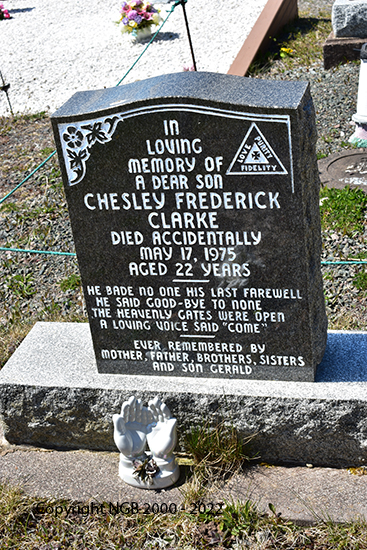 IN
LOVING
MEMORY OF
A DEAR SON
LOVE PURITY
FIDELITY
CHESLEY FREDERICK
CLARKE
DIED ACCIDENTALLY
MAY 17, 1975
AGED 22 YEARS
HE BADE NO ONE HIS LAST FAREWELL
HE SAID GOOD-BYE TO NONE
THE HEAVENLY GATES WERE OPEN
A LOVING VOICE SAID "COME"
EVER REMEMBERED BY
MOTHER, FATHER, BROTHERS, SISTERS
AND SON GERALD
Copyright NGB 2000 - 2022